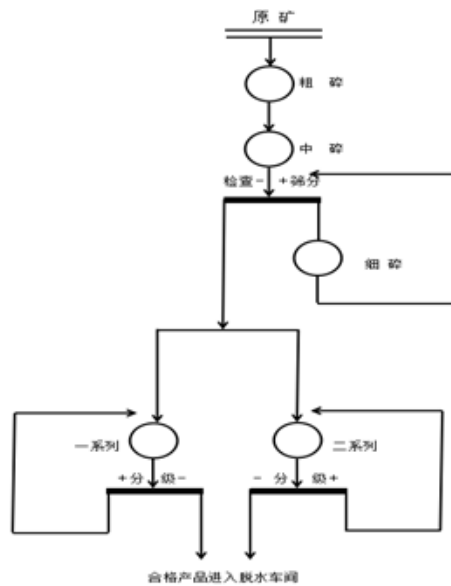 原 矿
粗 碎
中 碎
检查- +筛分
细 碎
一系列
二系列
+分 级-
- 分 级+
合格产品进入脱水车间